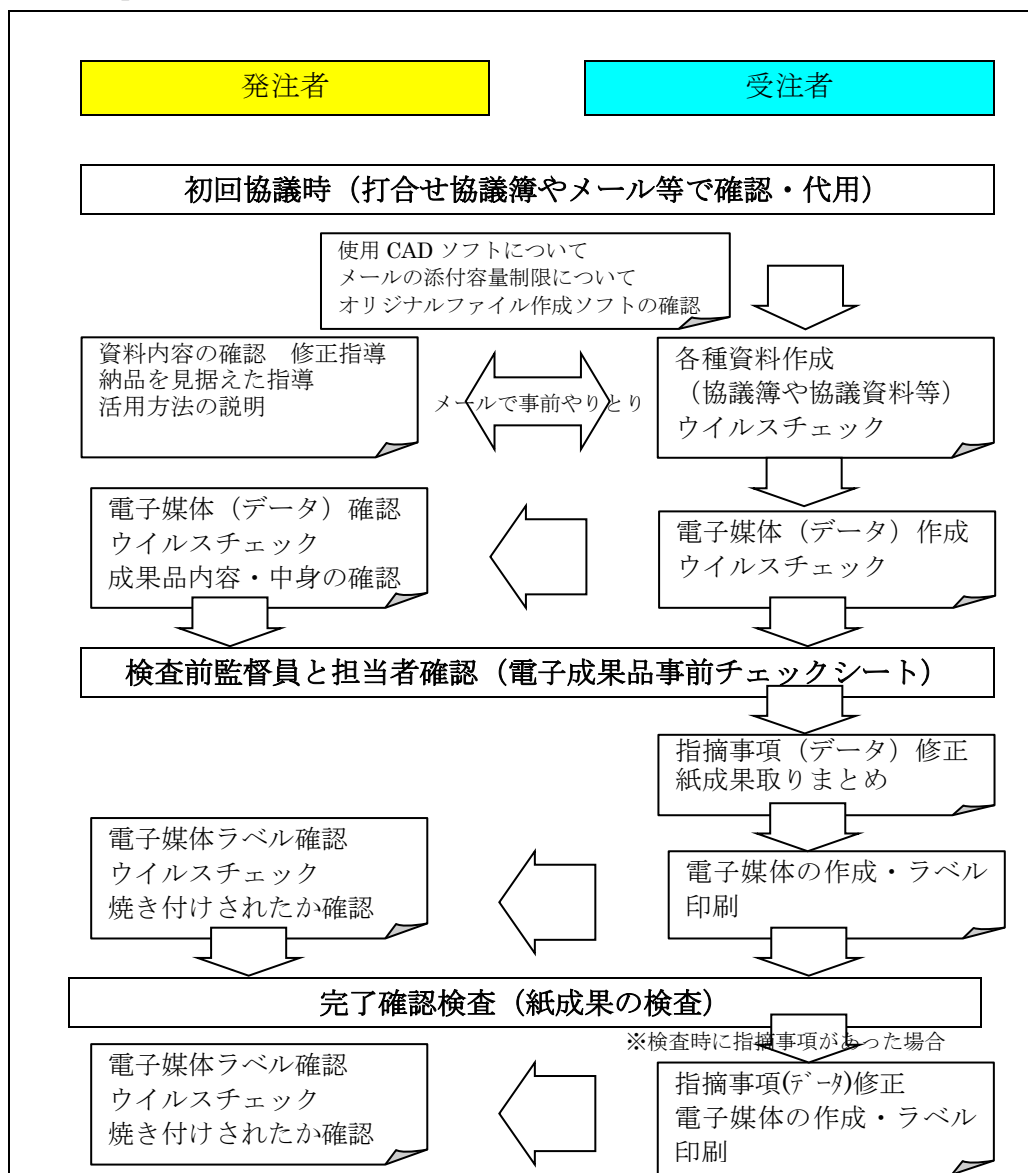 発注者
受注者
初回協議時（打合せ協議簿やメール等で確認・代用）
使用 CAD ソフトについて
メールの添付容量制限について
オリジナルファイル作成ソフトの確認
資料内容の確認　修正指導
納品を見据えた指導
活用方法の説明
メールで事前やりとり
各種資料作成
（協議簿や協議資料等）
ウイルスチェック
電子媒体（データ）確認
ウイルスチェック
成果品内容・中身の確認
電子媒体（データ）作成
ウイルスチェック
検査前監督員と担当者確認（電子成果品事前チェックシート）
指摘事項（データ）修正
紙成果取りまとめ
電子媒体ラベル確認
ウイルスチェック
焼き付けされたか確認
電子媒体の作成・ラベル
印刷
完了確認検査（紙成果の検査）
※検査時に指摘事項があった場合
電子媒体ラベル確認
ウイルスチェック
焼き付けされたか確認
指摘事項(ﾃﾞｰﾀ)修正
電子媒体の作成・ラベル
印刷